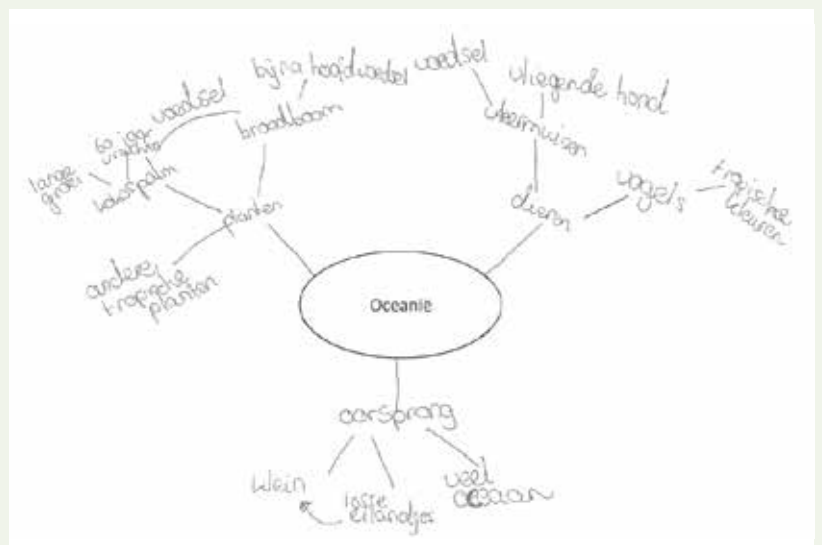 bijna hoofdvoedsel
voedsel
vliegende hond
voedsel
60 jaar
vruchten
broodboom
vleermuizen
lange
groei
kokospalm
vogels
tropische
kleuren
planten
dieren
andere
tropische
planten
Oceanie
oorsprong
klein
losse
eilandjes
veel
oceaan